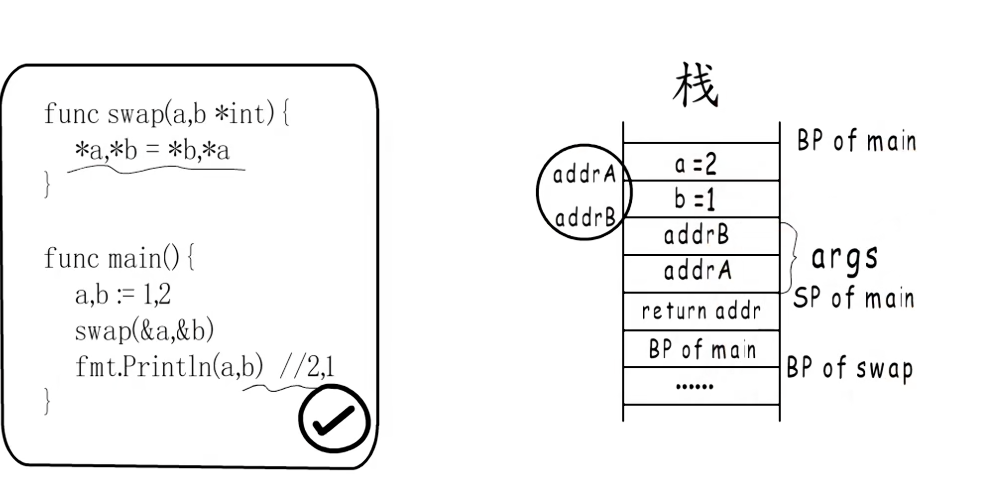 func swap(a,b *int){
*a,*b = *b,*a
}
func main(){
a,b := 1,2
swap(&a,&b)
fmt.Println(a,b) //2,1
}
栈
BP of main
addrA
a=2
addrB
b=1
addrB
args
addrA
SP of main
return addr
BP of main
BP of swap
......